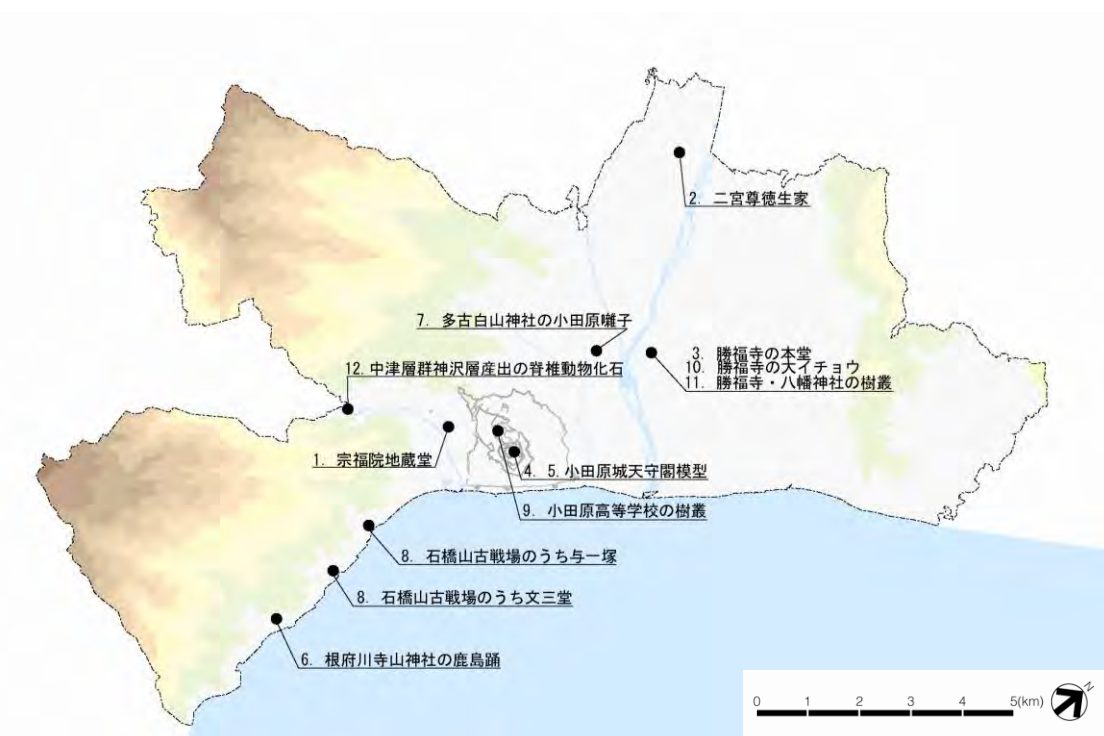 2. 二宮尊徳生家
7. 多古白山神社の小田原囃子
3. 勝福寺の本堂
10. 勝福寺の大イチョウ
11. 勝福寺・八幡神社の樹叢
12. 中津層群神沢層産出の脊椎動物化石
1. 宗福院地蔵堂
4. 5. 小田原城天守閣模型
9. 小田原高等学校の樹叢
8. 石橋山古戦場のうち与一塚
8. 石橋山古戦場のうち文三堂
6. 根府川寺山神社の鹿島踊
0 1 2 3 4 5(km)
N